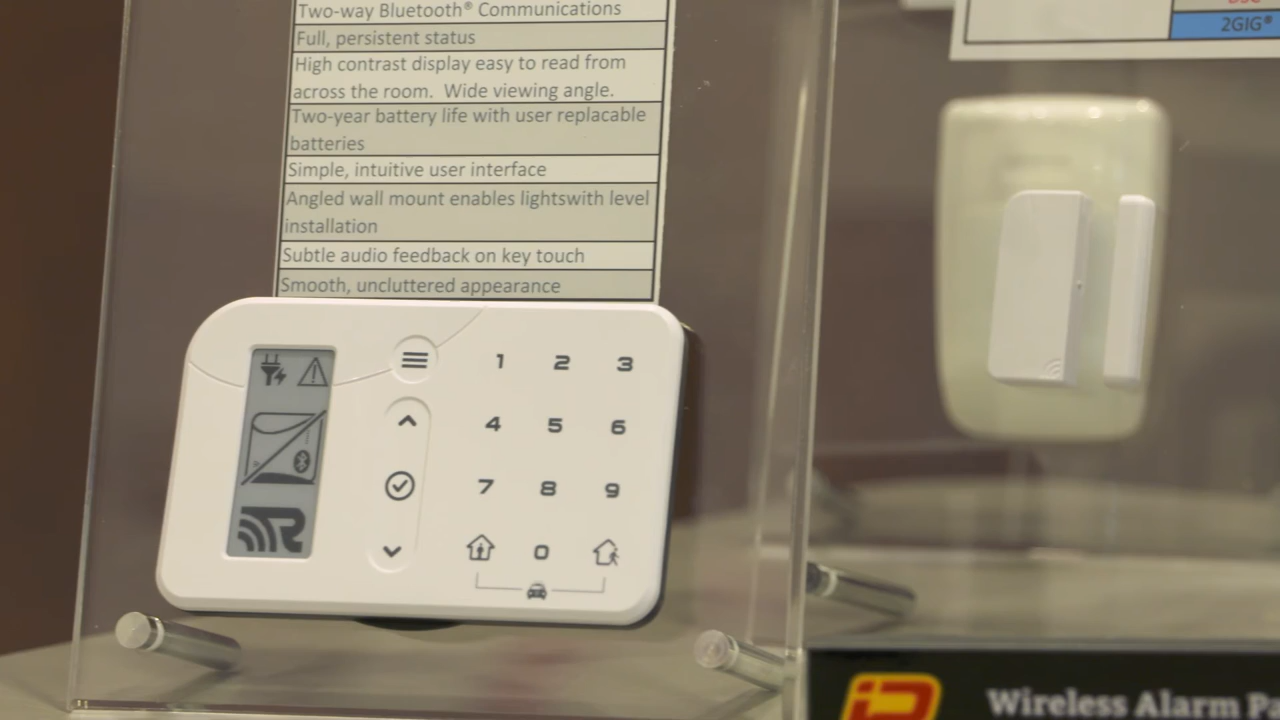 Two-way Bluetooth® Communications
Full, persistent status
High contrast display easy to read from
across the room. Wide viewing angle.
Two-year battery life with user replacable
batteries
Simple, intuitive user interface
Angled wall mount enables lightswith level
installation
Subtle audio feedback on key touch
Smooth, uncluttered appearance
DSC
2GIG®
1 2 3
4 5 6
7 8 9
0
Wireless Alarm